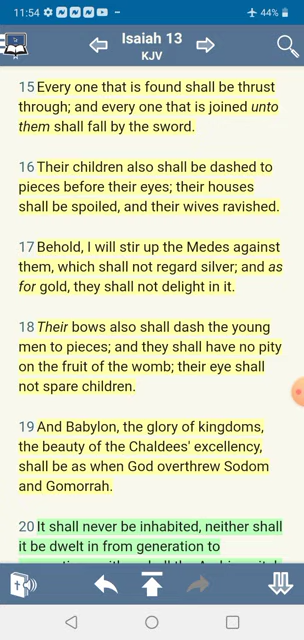 11:54
44%
Isaiah 13
KJV
15 Every one that is found shall be thrust
through; and every one that is joined unto
them shall fall by the sword.
16 Their children also shall be dashed to
pieces before their eyes; their houses
shall be spoiled, and their wives ravished.
17 Behold, I will stir up the Medes against
them, which shall not regard silver; and as
for gold, they shall not delight in it.
18 Their bows also shall dash the young
men to pieces; and they shall have no pity
on the fruit of the womb; their eye shall
not spare children.
19 And Babylon, the glory of kingdoms,
the beauty of the Chaldees' excellency,
shall be as when God overthrew Sodom
and Gomorrah.
20 It shall never be inhabited, neither shall
it be dwelt in from generation to